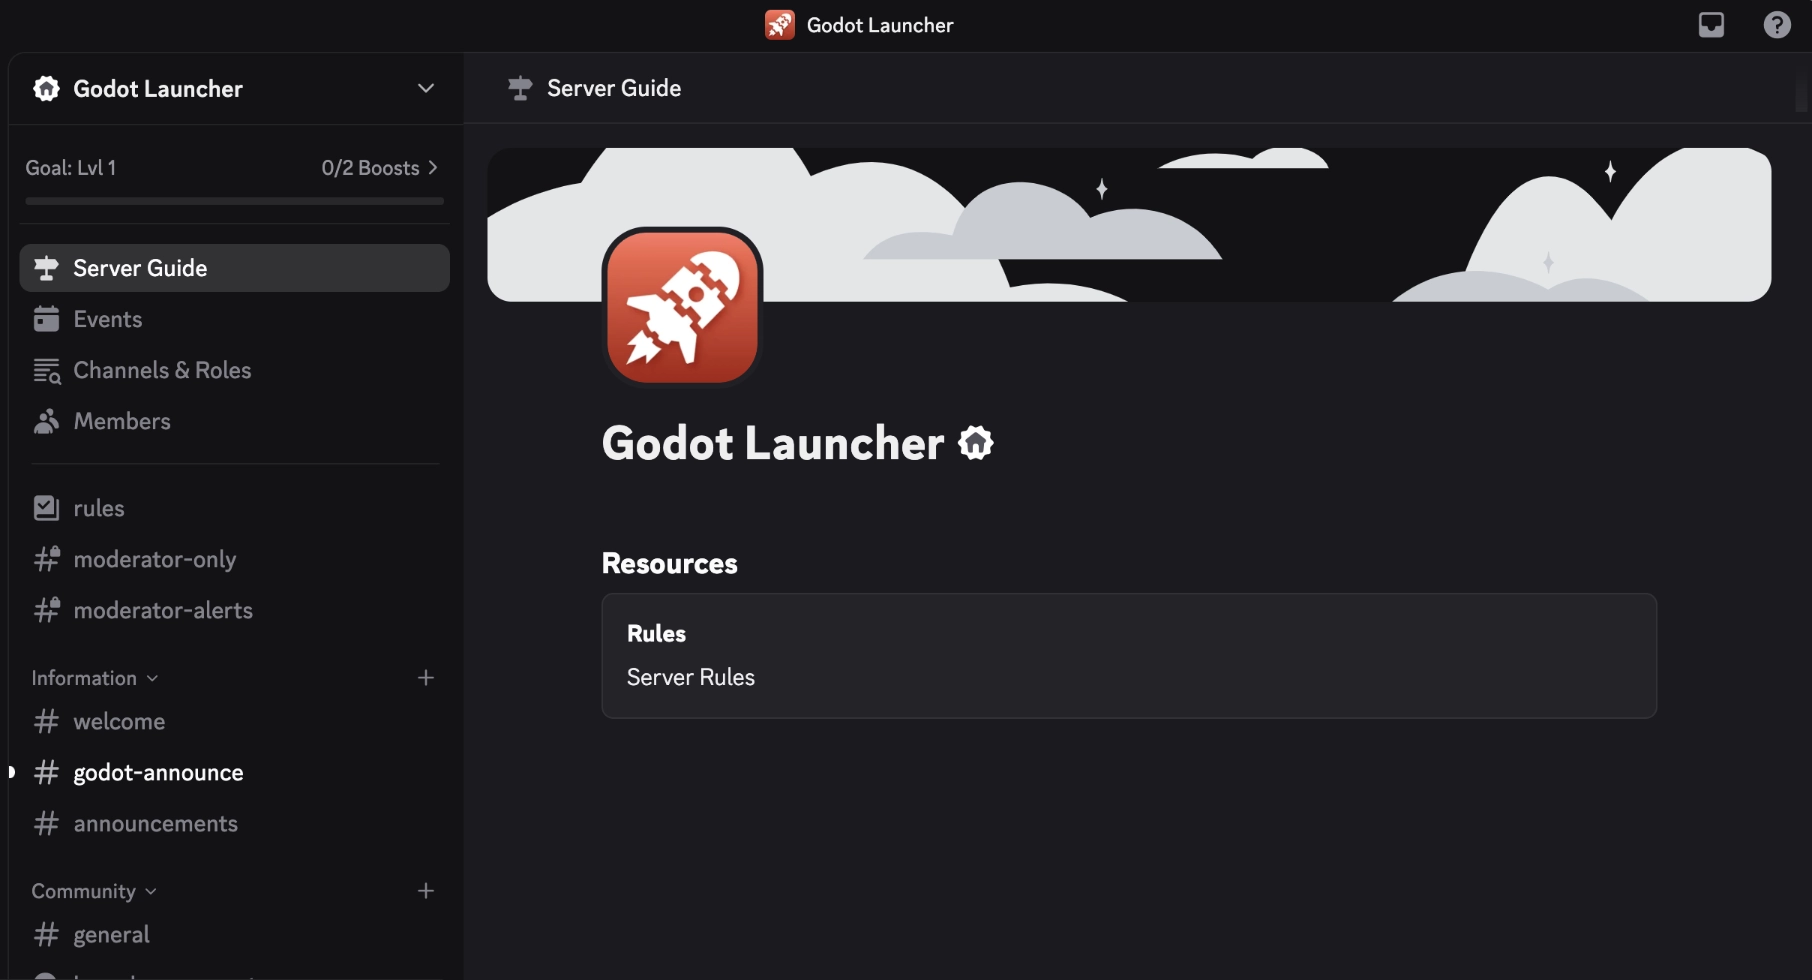 Godot Launcher
Godot Launcher
Server Guide
Goal: Lvl 1
0/2 Boosts
Server Guide
Events
Channels & Roles
Members
rules
moderator-only
moderator-alerts
Information
welcome
godot-announce
announcements
Community
general
Godot Launcher
Resources
Rules
Server Rules